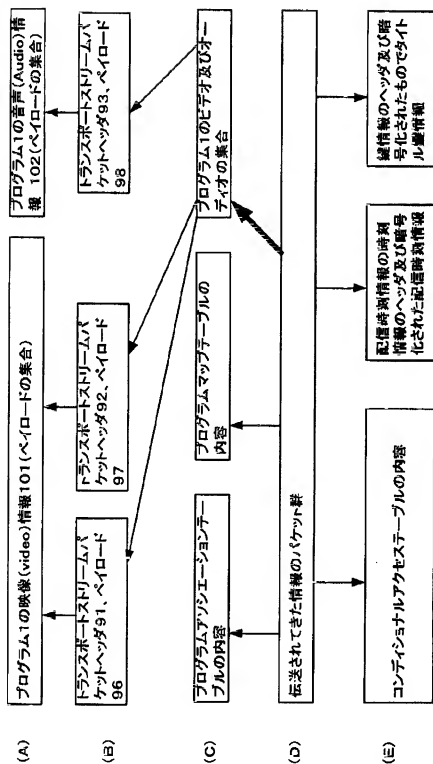 (A)
プログラム1の映像(video)情報101(ペイロードの集合)
プログラム1の音声(Audio)情
報102(ペイロードの集合)
(B)
トランスポートストリームパ
ケットヘッダ91、ペイロード
96
トランスポートストリームパ
ケットヘッダ92、ペイロード
97
トランスポートストリームパ
ケットヘッダ93、ペイロード
98
(C)
プログラムアソシエーションテー
ブルの内容
プログラムマップテーブルの
内容
プログラム1のビデオ及びオー
ディオの集合
(D)
伝送されてきた情報のパケット群
(E)
コンディショナルアクセステーブルの内容
配信時刻情報の時刻
情報のヘッダ及び暗号
化された配信時刻情報
鍵情報のヘッダ及び暗
号化されたものでタイト
ル鍵情報